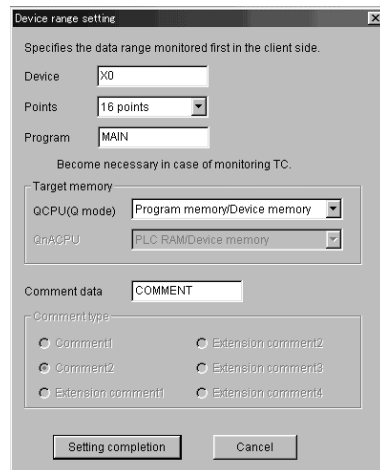 Device range setting
Specifies the data range monitored first in the client side.
Device X0
Points 16 points
Program MAIN
Become necessary in case of monitoring TC.
Target memory
QCPU(Q mode) Program memory/Device memory
QnACPU PLC RAM/Device memory
Comment data COMMENT
Comment type
Comment1 Extension comment2
Comment2 Extension comment3
Extension comment1 Extension comment4
Setting completion Cancel